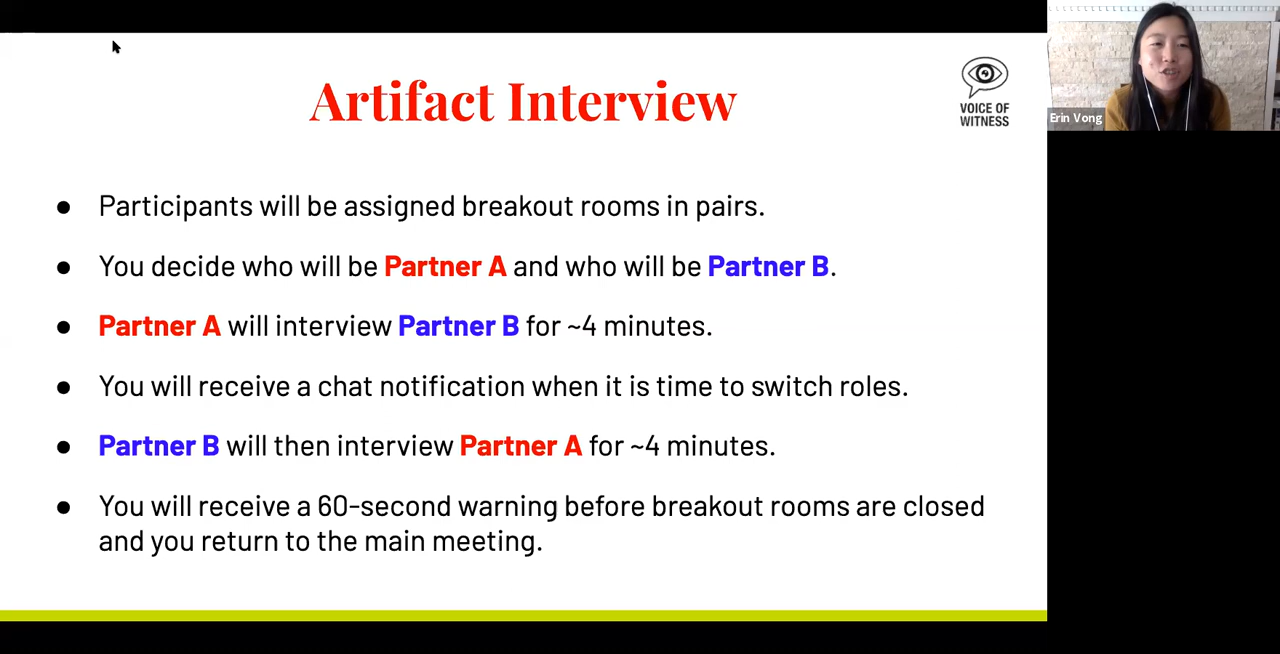 Artifact Interview
VOICE OF
WITNESS
Erin Vong
● Participants will be assigned breakout rooms in pairs.
● You decide who will be Partner A and who will be Partner B.
● Partner A will interview Partner B for ~4 minutes.
● You will receive a chat notification when it is time to switch roles.
● Partner B will then interview Partner A for ~4 minutes.
● You will receive a 60-second warning before breakout rooms are closed
and you return to the main meeting.